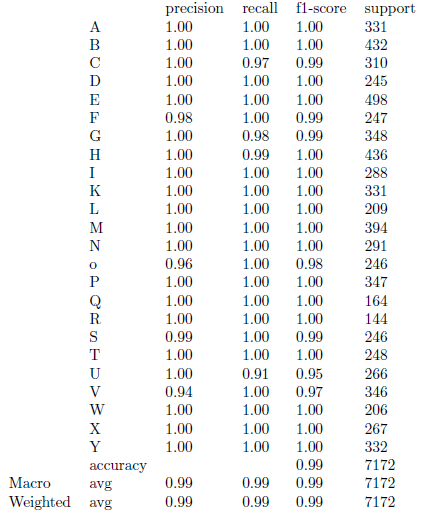 precision recall f1-score support
A 1.00 1.00 1.00 331
B 1.00 1.00 1.00 432
C 1.00 0.97 0.99 310
D 1.00 1.00 1.00 245
E 1.00 1.00 1.00 498
F 0.98 1.00 0.99 247
G 1.00 0.98 0.99 348
H 1.00 0.99 1.00 436
I 1.00 1.00 1.00 288
K 1.00 1.00 1.00 331
L 1.00 1.00 1.00 209
M 1.00 1.00 1.00 394
N 1.00 1.00 1.00 291
o 0.96 1.00 0.98 246
P 1.00 1.00 1.00 347
Q 1.00 1.00 1.00 164
R 1.00 1.00 1.00 144
S 0.99 1.00 0.99 246
T 1.00 1.00 1.00 248
U 1.00 0.91 0.95 266
V 0.94 1.00 0.97 346
W 1.00 1.00 1.00 206
X 1.00 1.00 1.00 267
Y 1.00 1.00 1.00 332
accuracy 0.99 7172
Macro avg 0.99 0.99 0.99 7172
Weighted avg 0.99 0.99 0.99 7172